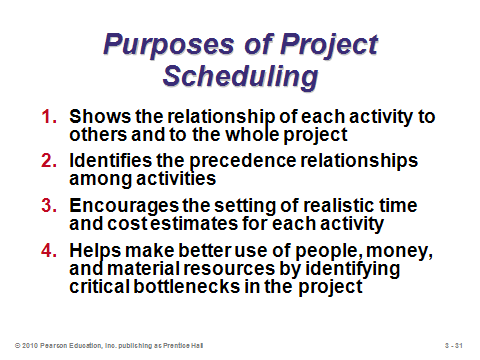 Purposes of Project
Scheduling
1. Shows the relationship of each activity to
others and to the whole project
2. Identifies the precedence relationships
among activities
3. Encourages the setting of realistic time
and cost estimates for each activity
4. Helps make better use of people, money,
and material resources by identifying
critical bottlenecks in the project
© 2010 Pearson Education, Inc. publishing as Prentice Hall
3 - 31